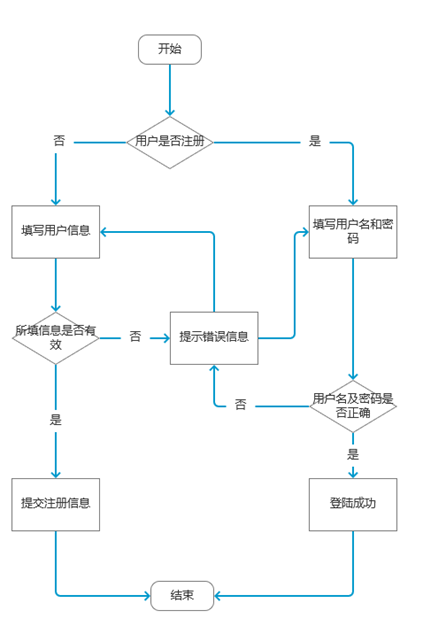 开始
用户是否注册
否
是
填写用户信息
填写用户名和密
码
所填信息是否有
效
否
提示错误信息
用户名及密码是
否正确
否
是
是
提交注册信息
登陆成功
结束